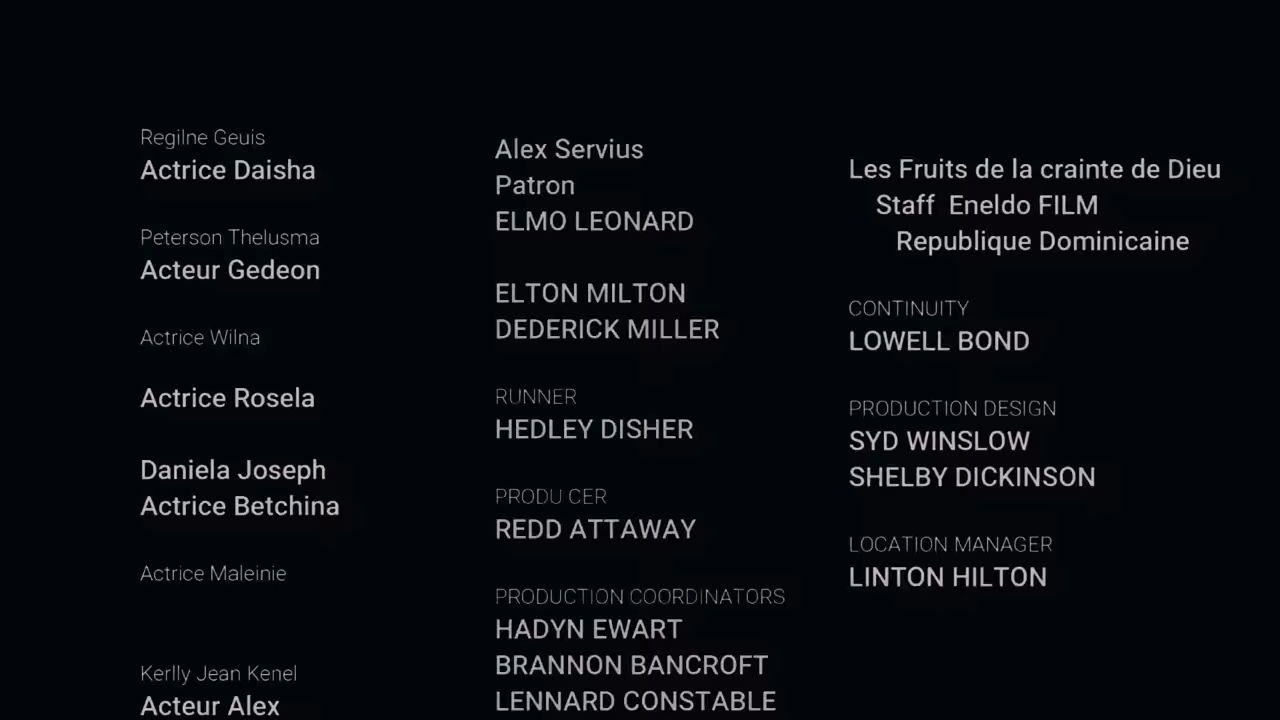 Regilne Geuis
Actrice Daisha
Peterson Thelusma
Acteur Gedeon
Actrice Wilna
Actrice Rosela
Daniela Joseph
Actrice Betchina
Actrice Maleinie
Kerlly Jean Kenel
Acteur Alex
Alex Servius
Patron
ELMO LEONARD
ELTON MILTON
DEDERICK MILLER
RUNNER
HEDLEY DISHER
PRODU CER
REDD ATTAWAY
PRODUCTION COORDINATORS
HADYN EWART
BRANNON BANCROFT
LENNARD CONSTABLE
Les Fruits de la crainte de Dieu
Staff Eneldo FILM
Republique Dominicaine
CONTINUITY
LOWELL BOND
PRODUCTION DESIGN
SYD WINSLOW
SHELBY DICKINSON
LOCATION MANAGER
LINTON HILTON